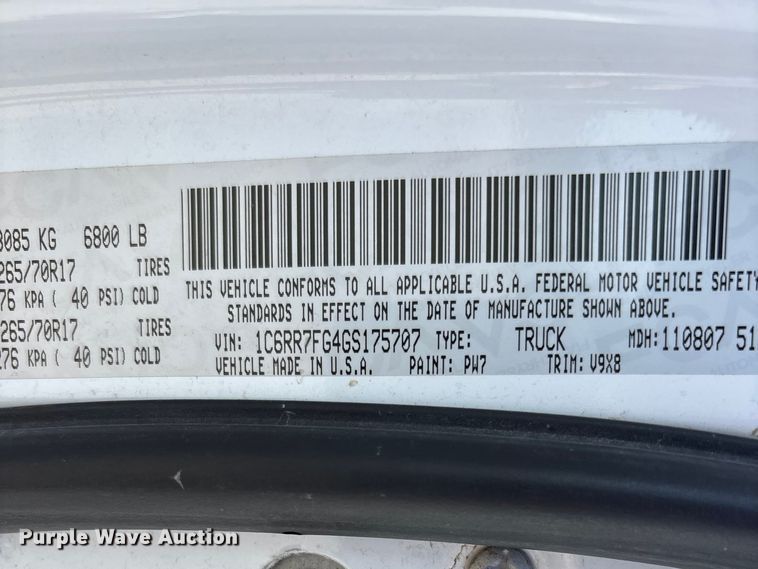 3085 KG 6800 LB
265/70R17 TIRES
276 KPA ( 40 PSI) COLD
265/70R17 TIRES
276 KPA ( 40 PSI) COLD
THIS VEHICLE CONFORMS TO ALL APPLICABLE U.S.A. FEDERAL MOTOR VEHICLE SAFETY
STANDARDS IN EFFECT ON THE DATE OF MANUFACTURE SHOWN ABOVE.
VIN: 1C6RR7FG4GS175707 TYPE: TRUCK MDH: 110807 51
VEHICLE MADE IN U.S.A. PAINT: PW7 TRIM: V9X8
Purple Wave Auction